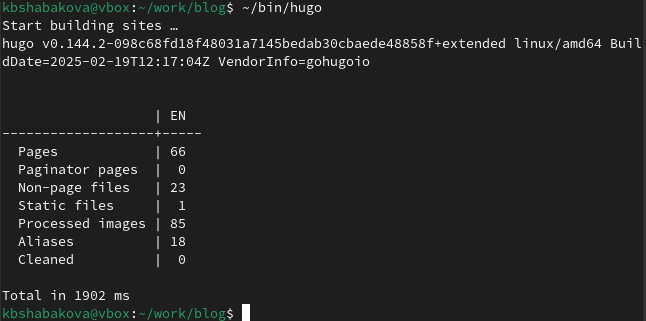 kbshabakova@vbox:~/work/blog$ ~/bin/hugo
Start building sites …
hugo v0.144.2-098c68fd18f48031a7145bedab30cbaede48858f+extended linux/amd64 Buil
dDate=2025-02-19T12:17:04Z VendorInfo=gohugoio
                   | EN
-------------------+-----
  Pages            | 66
  Paginator pages  |  0
  Non-page files   | 23
  Static files     |  1
  Processed images | 85
  Aliases          | 18
  Cleaned          |  0
Total in 1902 ms
kbshabakova@vbox:~/work/blog$